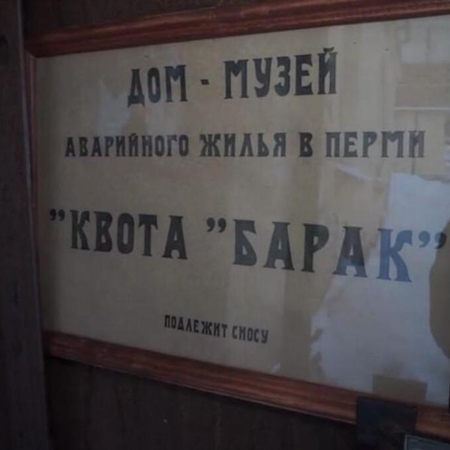 ДОМ - МУЗЕЙ
АВАРИЙНОГО ЖИЛЬЯ В ПЕРМИ
"КВОТА "БАРАК"
ПОДЛЕЖИТ СНОСУ